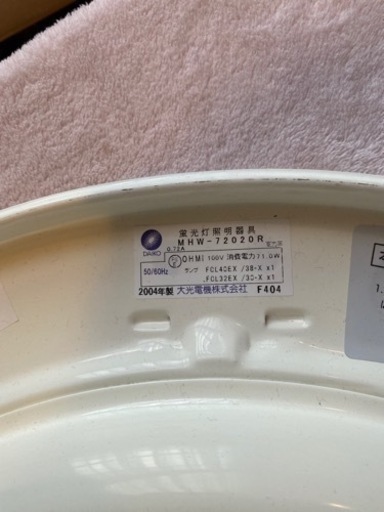 蛍光灯照明器具
MHW-72020R
DAIKO
0.72A
OHMI 100V 消費電力71.0W
50/60Hz
ランプ FCL40EX /38-X x1
FCL32EX /30-X x1
2004年製 大光電機株式会社 F404